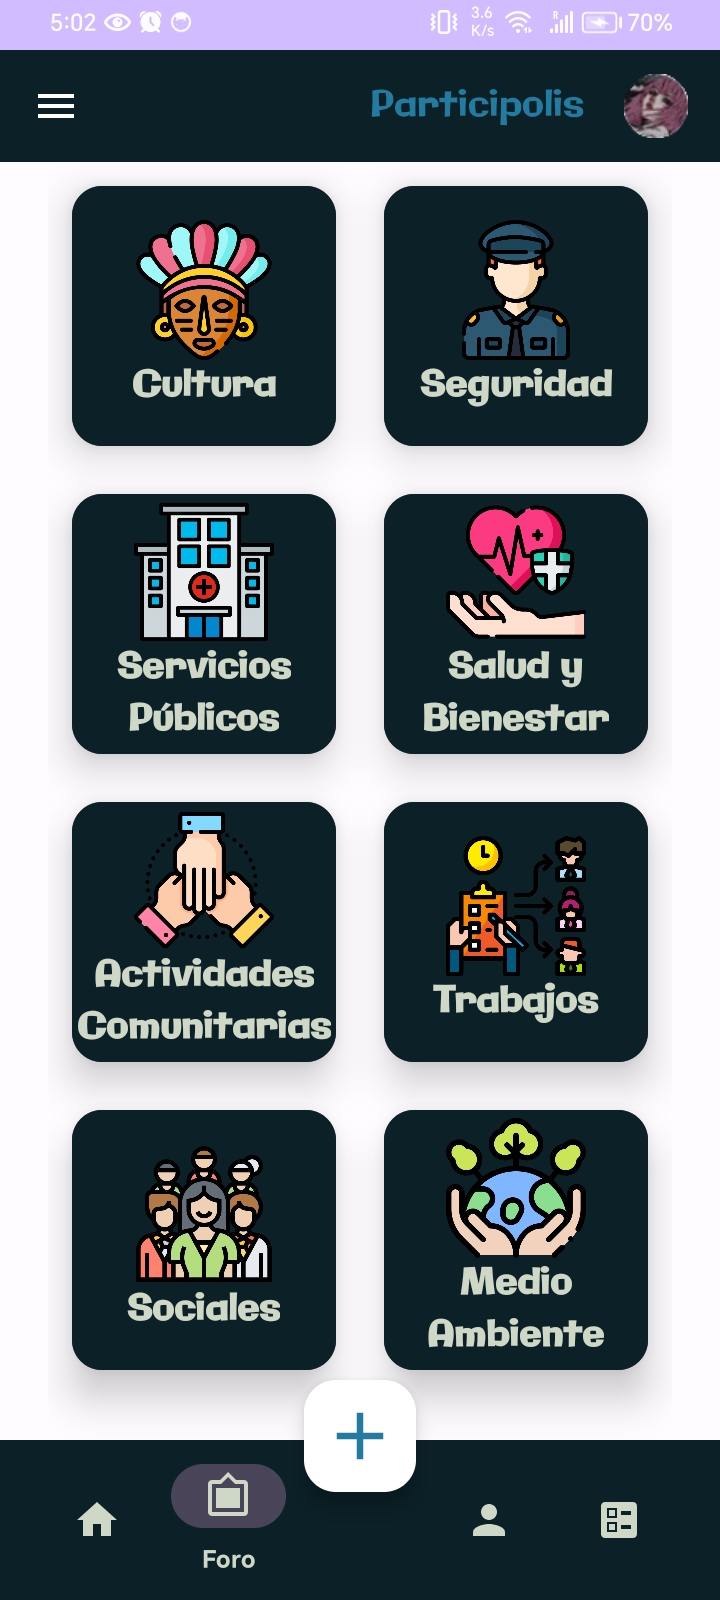 5:02 3.6 K/s R 70%
Participolis
Cultura
Seguridad
Servicios
Públicos
Salud y
Bienestar
Actividades
Comunitarias
Trabajos
Sociales
Medio
Ambiente
Foro